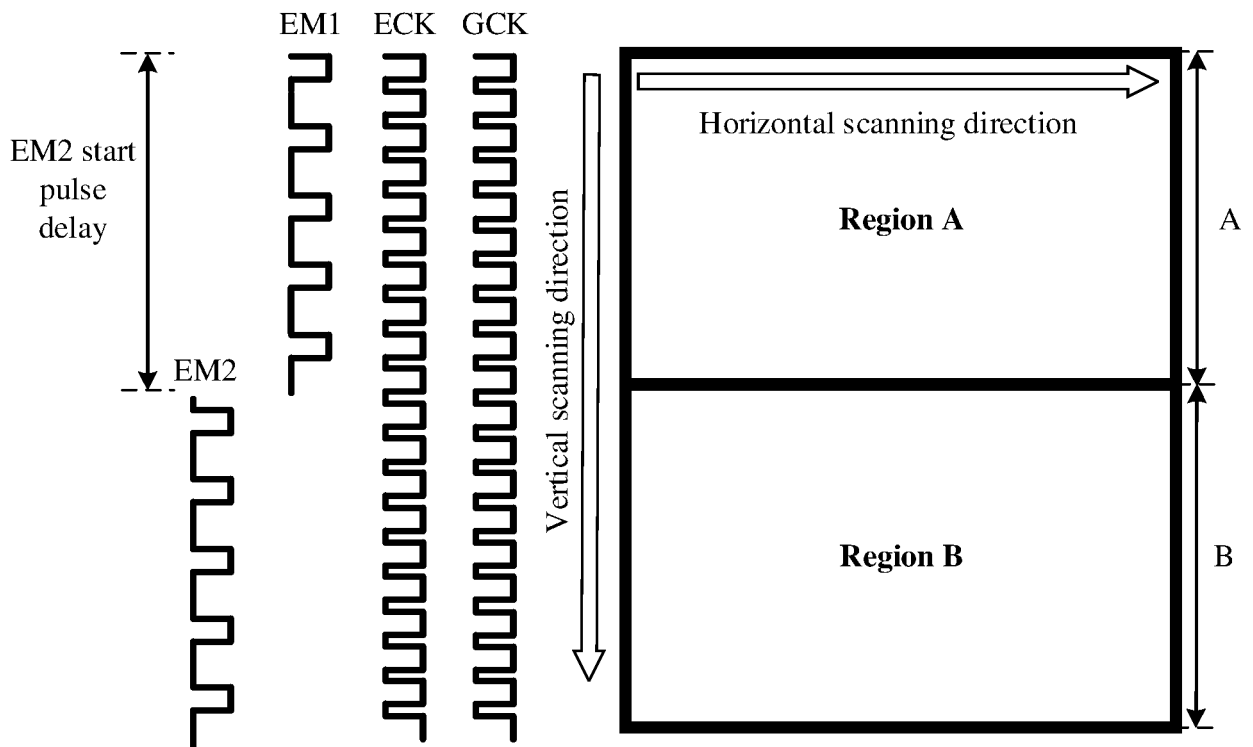 EM1 ECK GCK
Horizontal scanning direction
EM2 start
pulse
delay
Region A
A
Vertical scanning direction
EM2
Region B
B